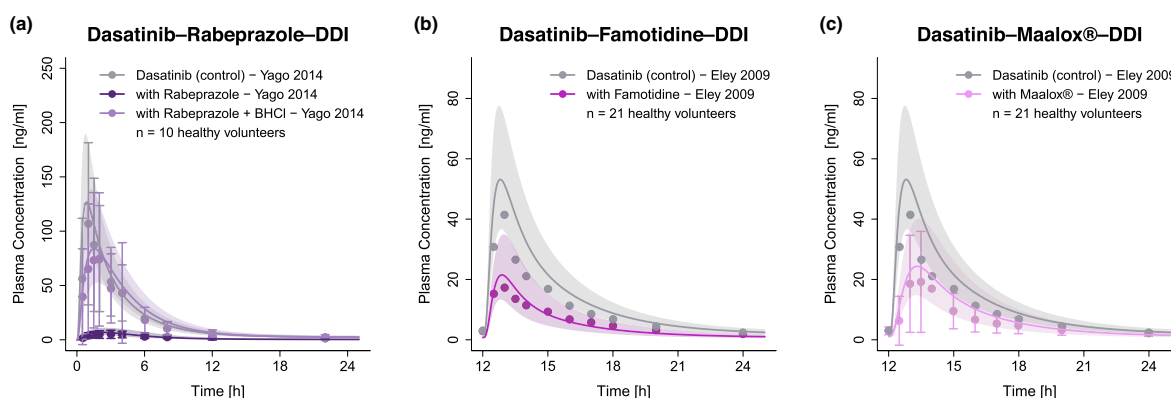 (a)
Dasatinib–Rabeprazole–DDI
Plasma Concentration [ng/ml]
250
200
150
100
50
0
Dasatinib (control) − Yago 2014
with Rabeprazole − Yago 2014
with Rabeprazole + BHCl − Yago 2014
n = 10 healthy volunteers
0 6 12 18 24
Time [h]
(b)
Dasatinib–Famotidine–DDI
Plasma Concentration [ng/ml]
80
60
40
20
0
Dasatinib (control) − Eley 2009
with Famotidine − Eley 2009
n = 21 healthy volunteers
12 15 18 21 24
Time [h]
(c)
Dasatinib–Maalox®–DDI
Plasma Concentration [ng/ml]
80
60
40
20
0
Dasatinib (control) − Eley 2009
with Maalox® − Eley 2009
n = 21 healthy volunteers
12 15 18 21 24
Time [h]